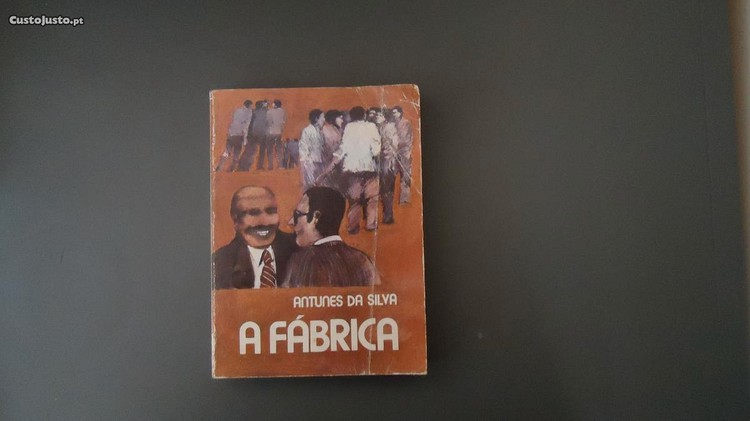 CustoJusto.pt
ANTUNES DA SILVA
A FÁBRICA